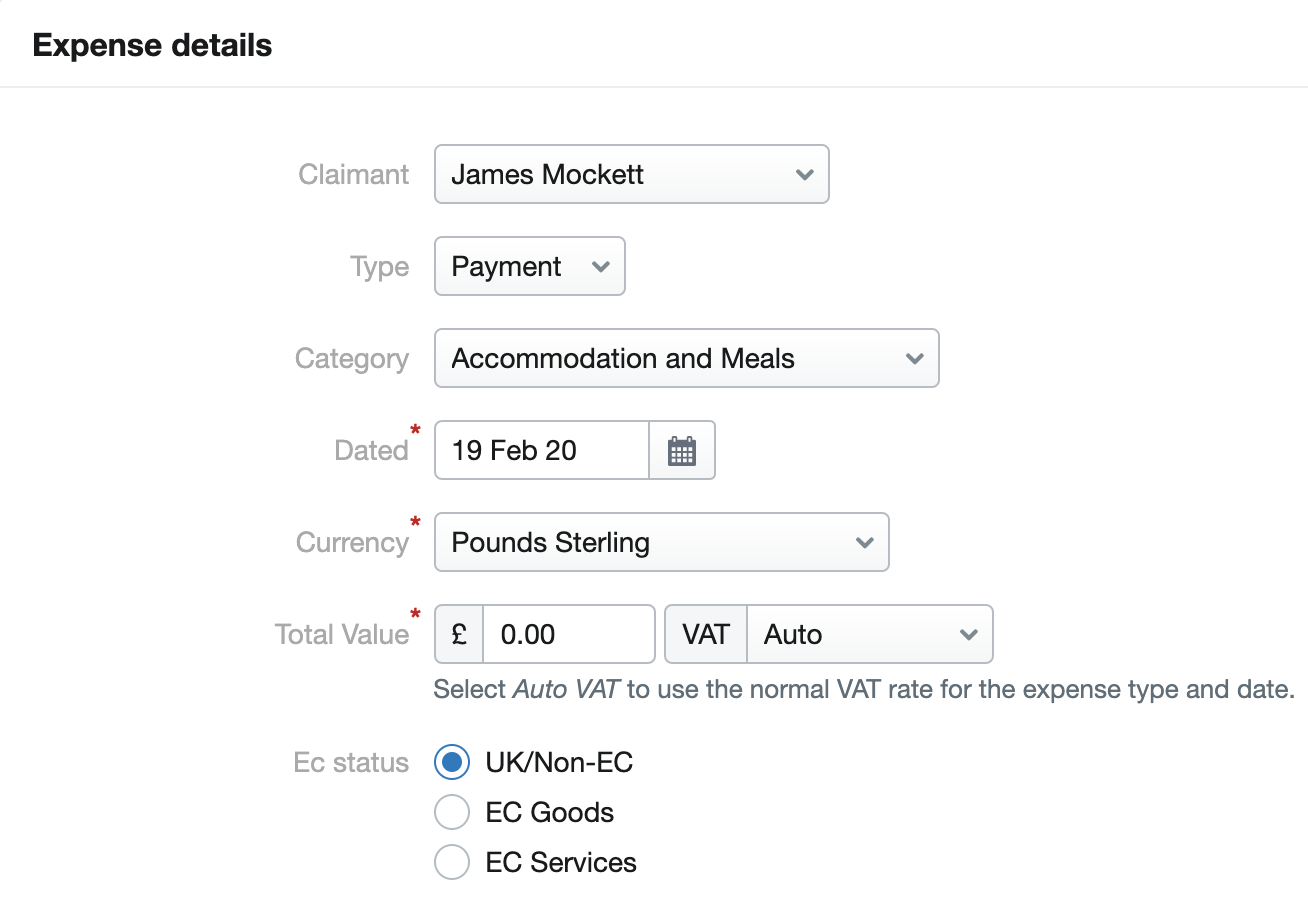 Expense details
Claimant James Mockett
Type Payment
Category Accommodation and Meals
Dated * 19 Feb 20
Currency * Pounds Sterling
Total Value * £ 0.00 VAT Auto
Select Auto VAT to use the normal VAT rate for the expense type and date.
Ec status UK/Non-EC
EC Goods
EC Services